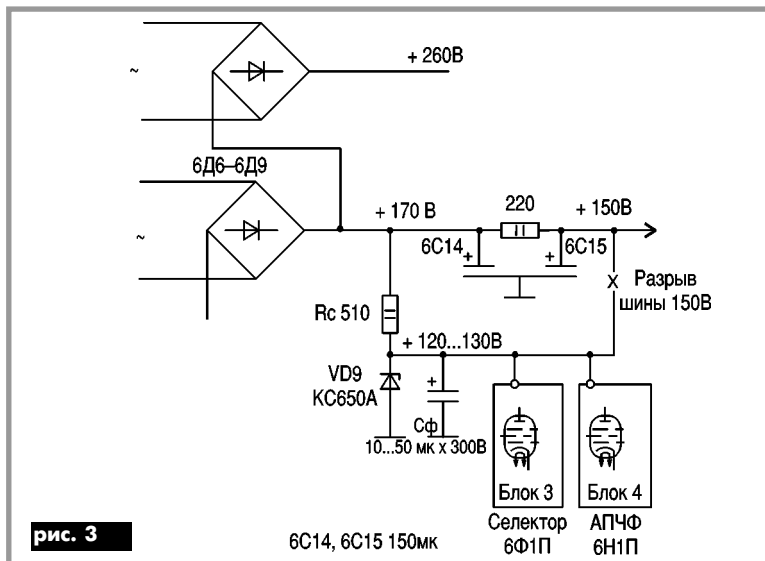 + 260В
~
6Д6–6Д9
~
+ 170 В
220
+ 150В
6С14
+
+
6С15
х Разрыв
шины 150В
Rс 510
+ 120...130В
VD9
КС650А
+
Сф
10...50 мк х 300В
Блок 3
Блок 4
Селектор
6Ф1П
АПЧФ
6Н1П
рис. 3
6С14, 6С15 150мк